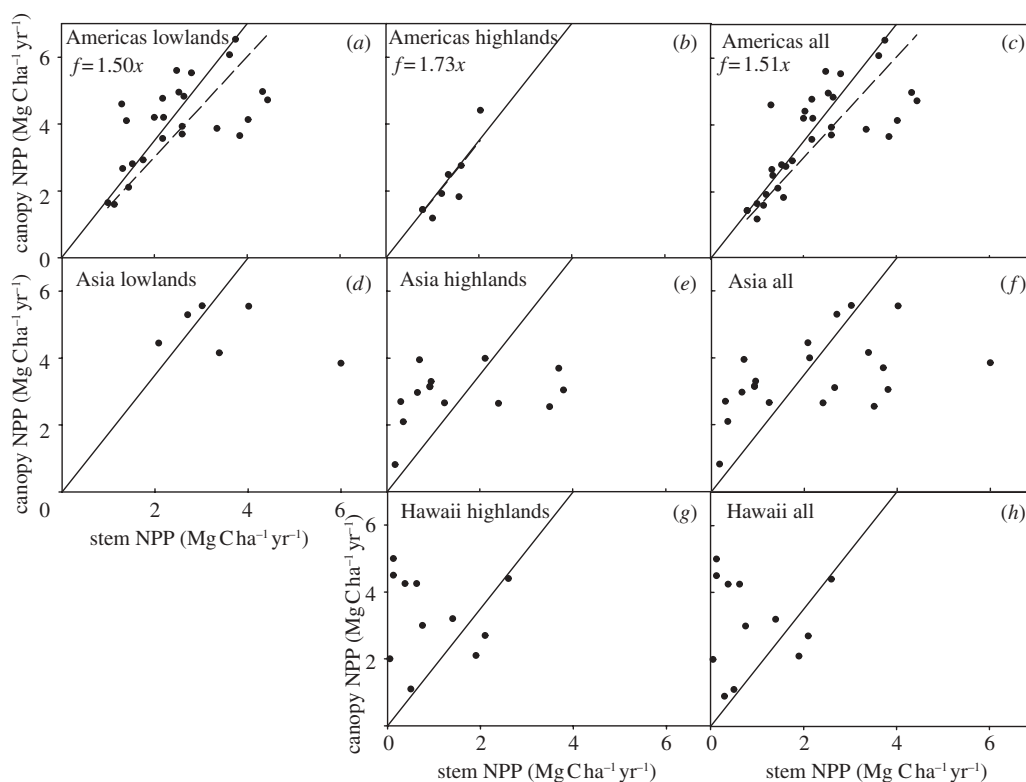 Americas lowlands (a)
f=1.50x
Americas highlands (b)
f=1.73x
Americas all (c)
f=1.51x
canopy NPP (Mg C ha⁻¹ yr⁻¹)
6
4
2
0
Asia lowlands (d)
Asia highlands (e)
Asia all (f)
canopy NPP (Mg C ha⁻¹ yr⁻¹)
6
4
2
0
2 4 6
stem NPP (Mg C ha⁻¹ yr⁻¹)
Hawaii highlands (g)
Hawaii all (h)
canopy NPP (Mg C ha⁻¹ yr⁻¹)
6
4
2
0 2 4 6
0 2 4 6
stem NPP (Mg C ha⁻¹ yr⁻¹)
stem NPP (Mg C ha⁻¹ yr⁻¹)